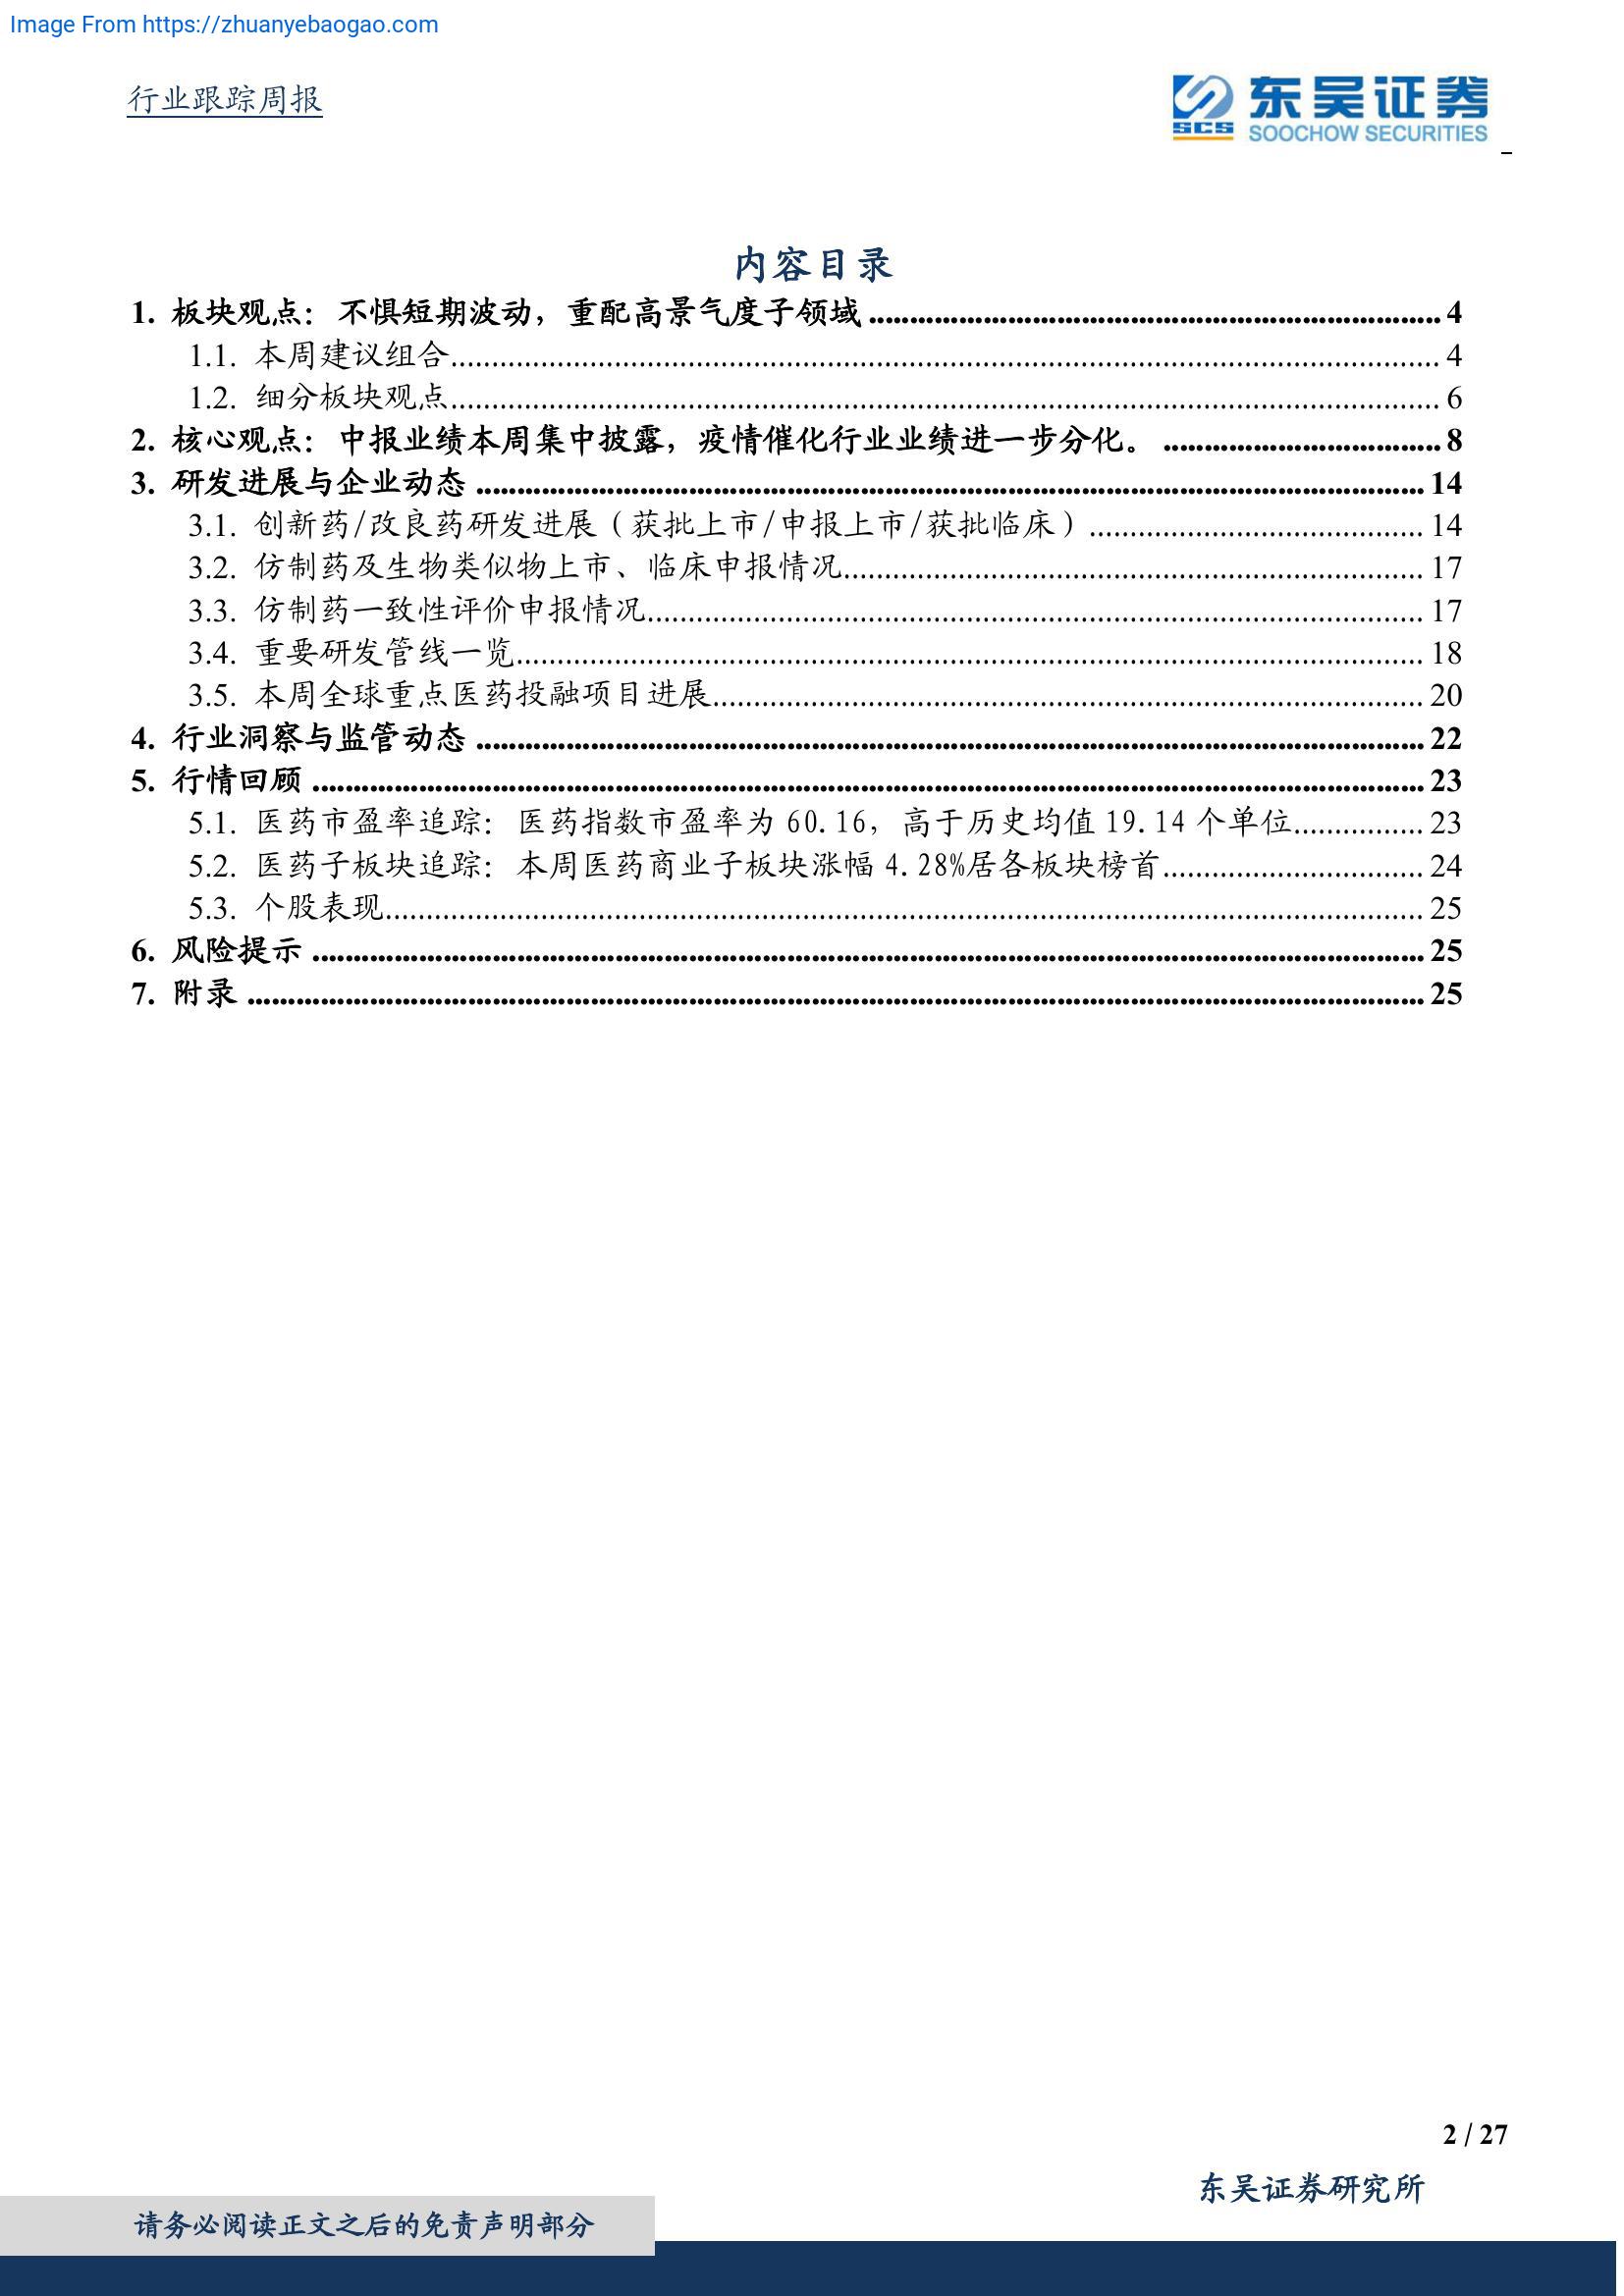 Image From https://zhuanyebaogao.com
行业跟踪周报
SCS 东吴证券
SOOCHOW SECURITIES
内容目录
1. 板块观点：不惧短期波动，重配高景气度子领域 ........ 4
1.1. 本周建议组合........ 4
1.2. 细分板块观点........ 6
2. 核心观点：中报业绩本周集中披露，疫情催化行业业绩进一步分化。 ........ 8
3. 研发进展与企业动态 ........ 14
3.1. 创新药/改良药研发进展（获批上市/申报上市/获批临床）........ 14
3.2. 仿制药及生物类似物上市、临床申报情况........ 17
3.3. 仿制药一致性评价申报情况........ 17
3.4. 重要研发管线一览........ 18
3.5. 本周全球重点医药投融项目进展........ 20
4. 行业洞察与监管动态 ........ 22
5. 行情回顾 ........ 23
5.1. 医药市盈率追踪：医药指数市盈率为 60.16，高于历史均值 19.14 个单位........ 23
5.2. 医药子板块追踪：本周医药商业子板块涨幅 4.28%居各板块榜首........ 24
5.3. 个股表现........ 25
6. 风险提示 ........ 25
7. 附录 ........ 25
2 / 27
东吴证券研究所
请务必阅读正文之后的免责声明部分